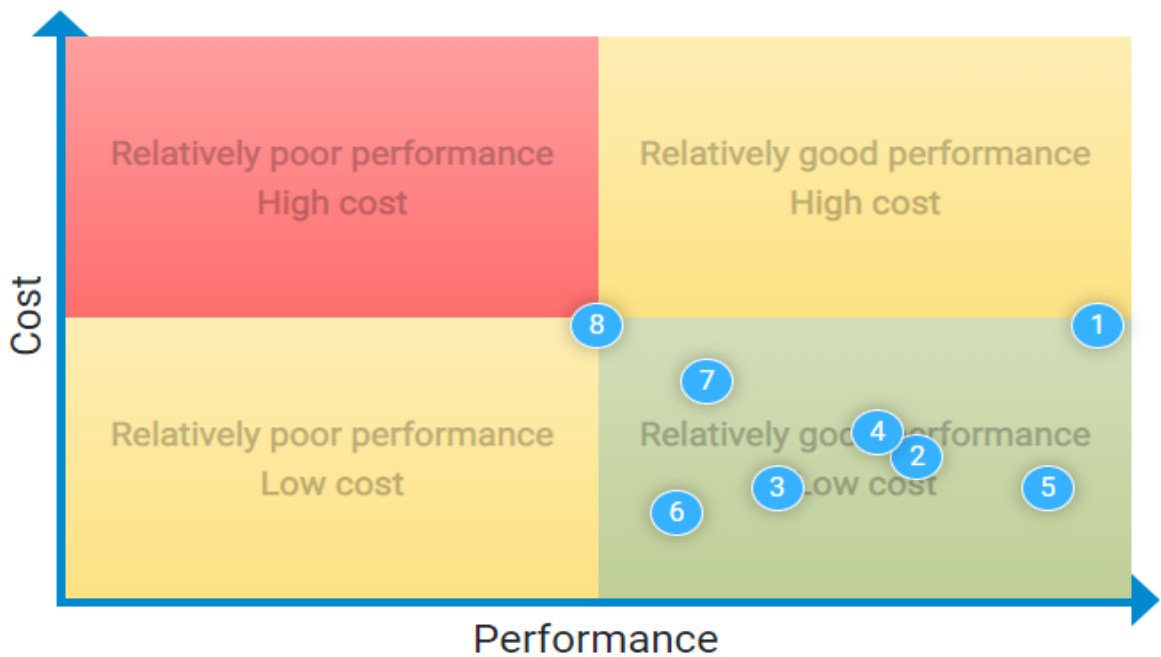 Relatively poor performance
High cost
Relatively good performance
High cost
Cost
8
1
7
Relatively poor performance
Low cost
Relatively good performance
Low cost
4
2
3
5
6
Performance